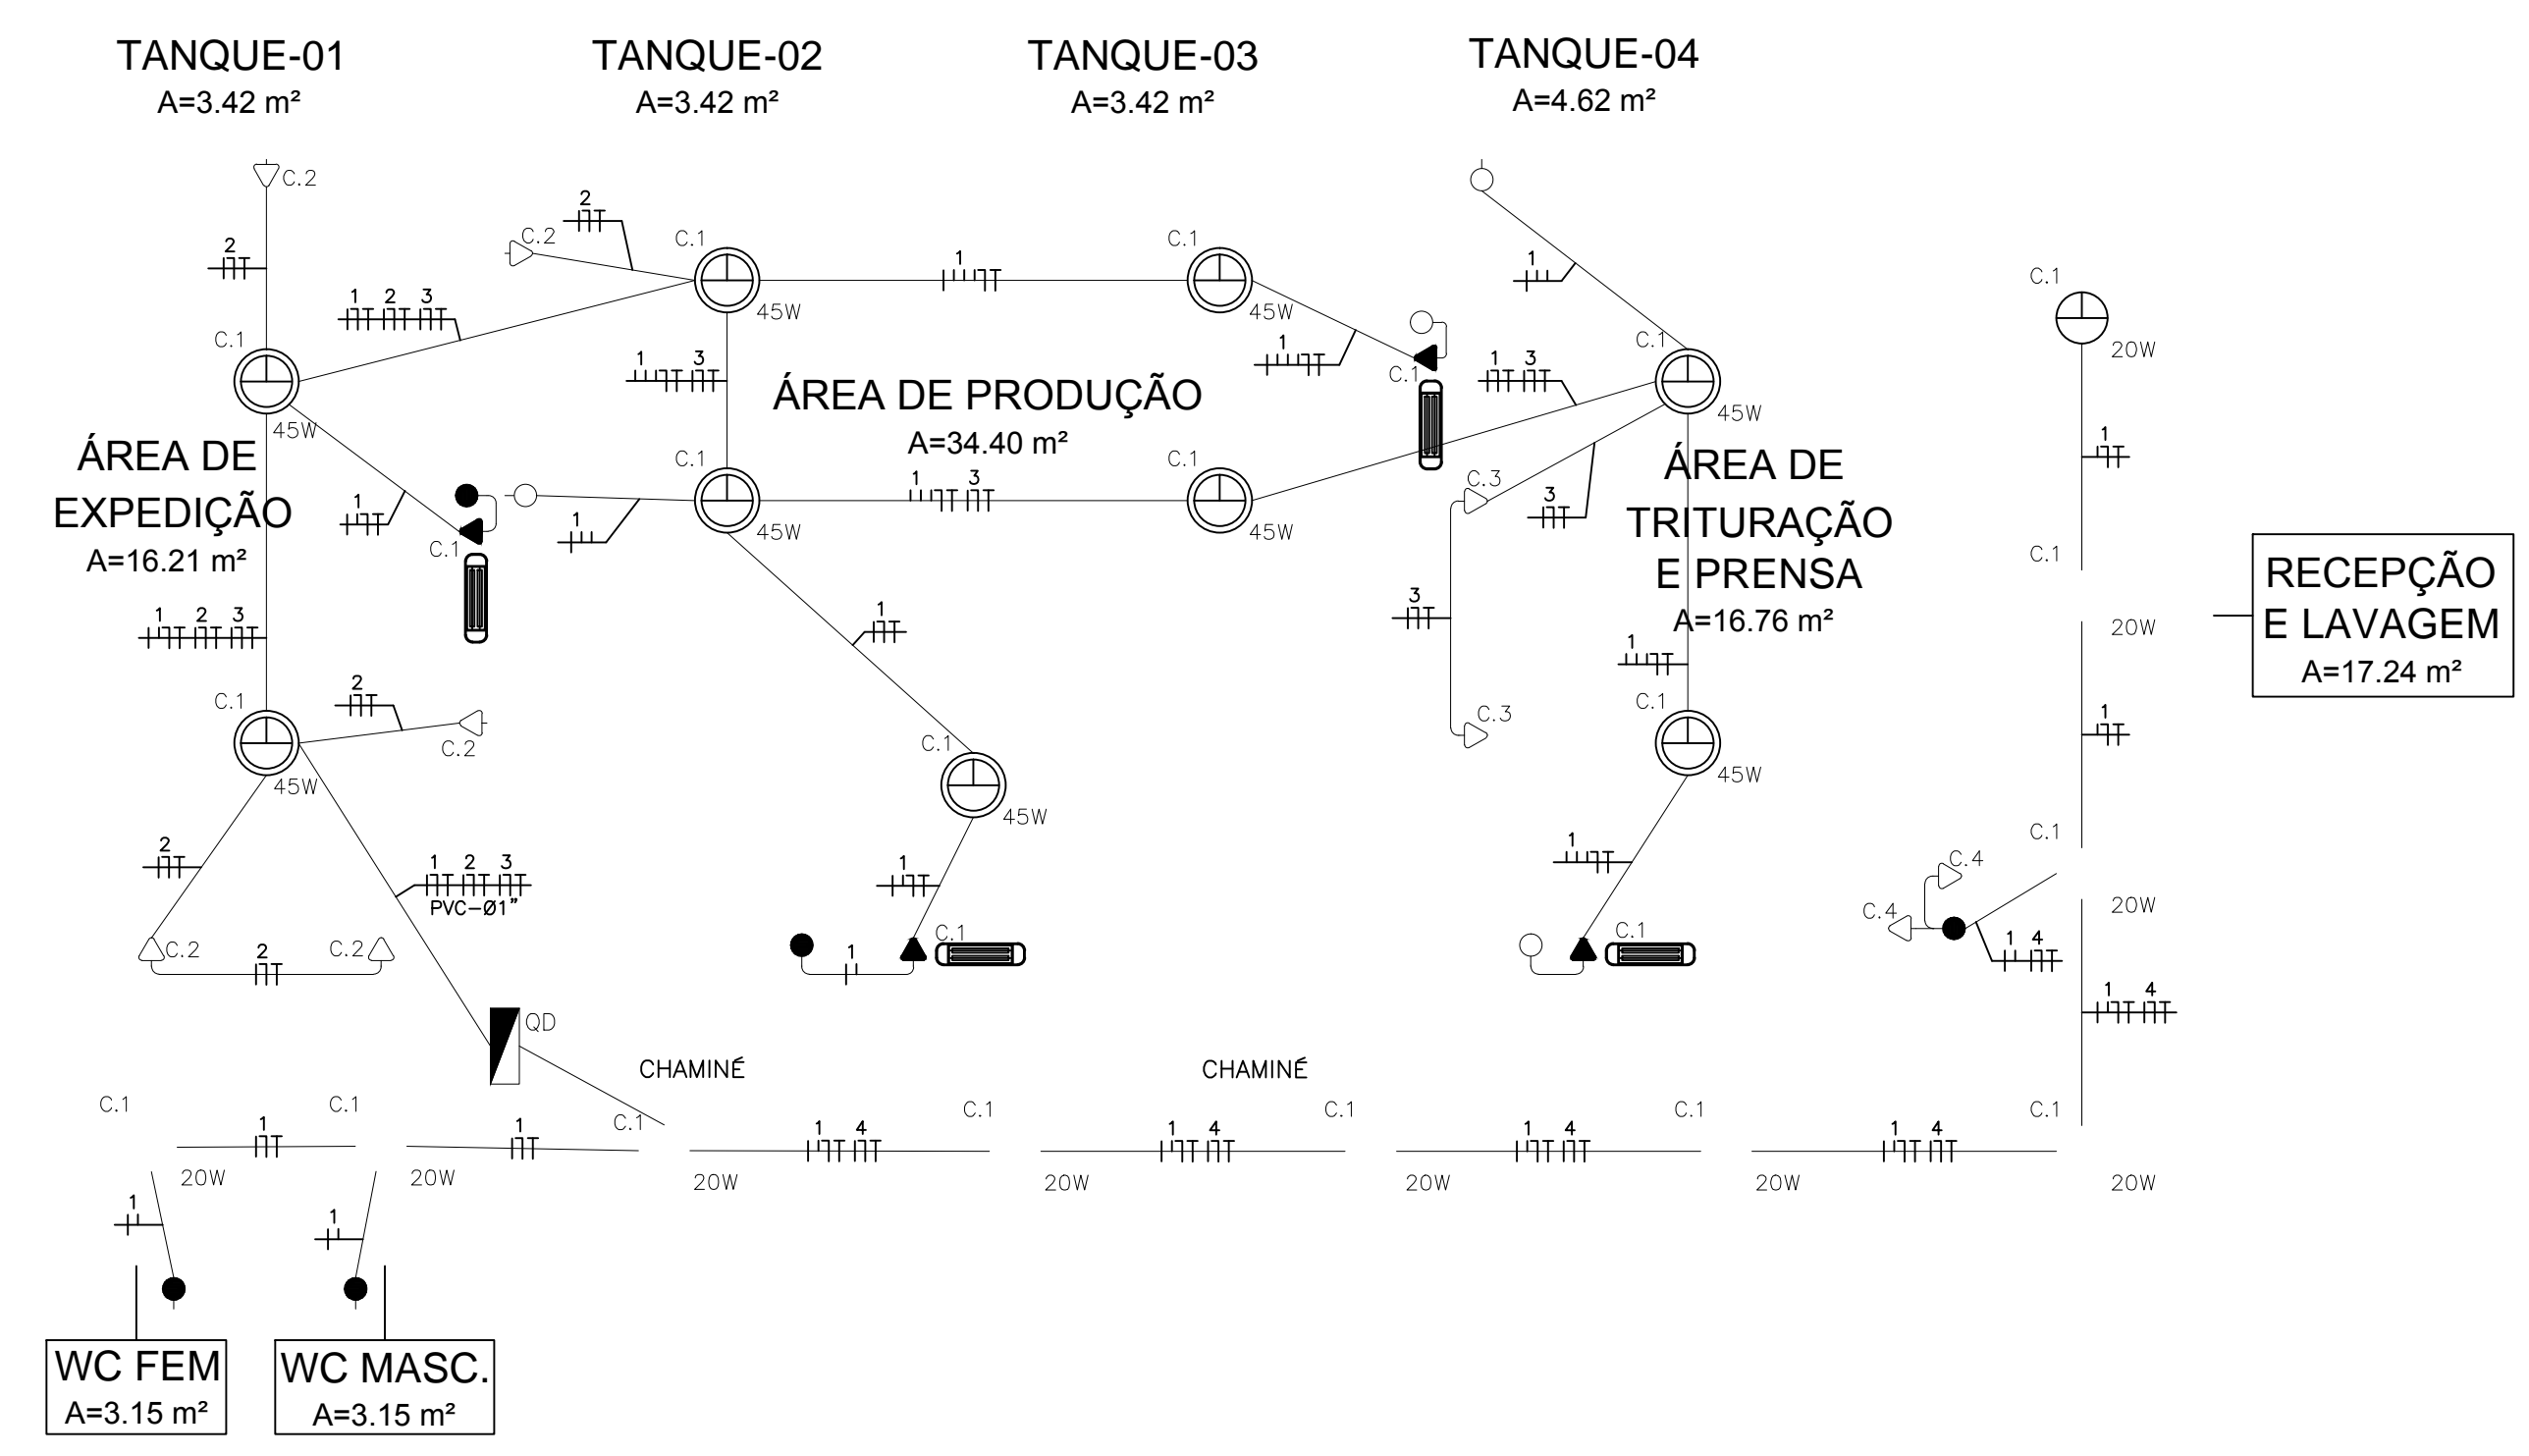 TANQUE-01
A=3.42 m²
TANQUE-02
A=3.42 m²
TANQUE-03
A=3.42 m²
TANQUE-04
A=4.62 m²
C.2
2
2
C.2
C.1
45W
1
C.1
45W
1
C.1
20W
1 2 3
C.1
45W
1 3
1
C.1
1 3
C.1
45W
ÁREA DE PRODUÇÃO
A=34.40 m²
ÁREA DE
EXPEDIÇÃO
A=16.21 m²
1
C.1
C.1
45W
1
1 3
C.1
45W
C.3
3
3
C.3
ÁREA DE
TRITURAÇÃO
E PRENSA
A=16.76 m²
1
C.1
20W
1
RECEPÇÃO
E LAVAGEM
A=17.24 m²
1 2 3
1
1
C.1
45W
2
C.2
C.1
45W
C.1
45W
C.1
20W
2
1 2 3
PVC-Ø1"
1
1
C.4
C.4
1 4
C.2
2
C.2
1
C.1
C.1
1 4
QD
CHAMINÉ
CHAMINÉ
C.1
20W
1
C.1
20W
1
C.1
20W
1 4
C.1
20W
1 4
C.1
20W
1 4
C.1
20W
1 4
C.1
20W
1
1
WC FEM
A=3.15 m²
WC MASC.
A=3.15 m²